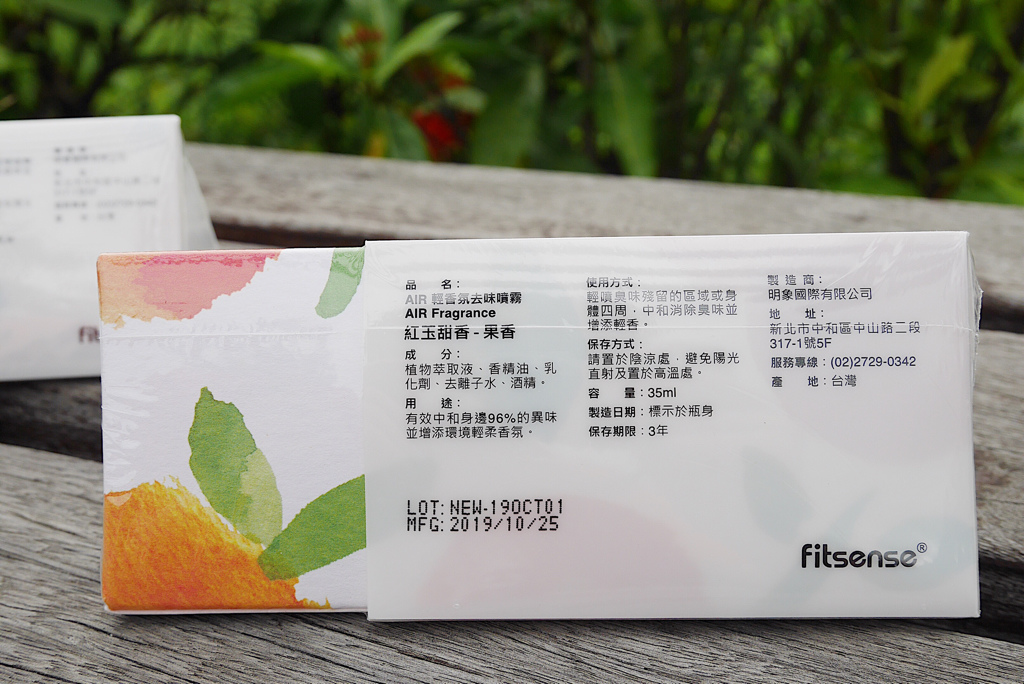 品 名：
AIR 輕香氛去味噴霧
AIR Fragrance
紅玉甜香 - 果香
成 分：
植物萃取液、香精油、乳
化劑、去離子水、酒精。
用 途：
有效中和身邊96%的異味
並增添環境輕柔香氛。
使用方式：
輕噴臭味殘留的區域或身
體四周，中和消除臭味並
增添輕香。
保存方式：
請置於陰涼處，避免陽光
直射及置於高溫處。
容 量：35ml
製造日期：標示於瓶身
保存期限：3年
製造商：
明象國際有限公司
地 址：
新北市中和區中山路二段
317-1號5F
服務專線：(02)2729-0342
產 地：台灣
LOT: NEW-19OCT01
MFG: 2019/10/25
fitsense®